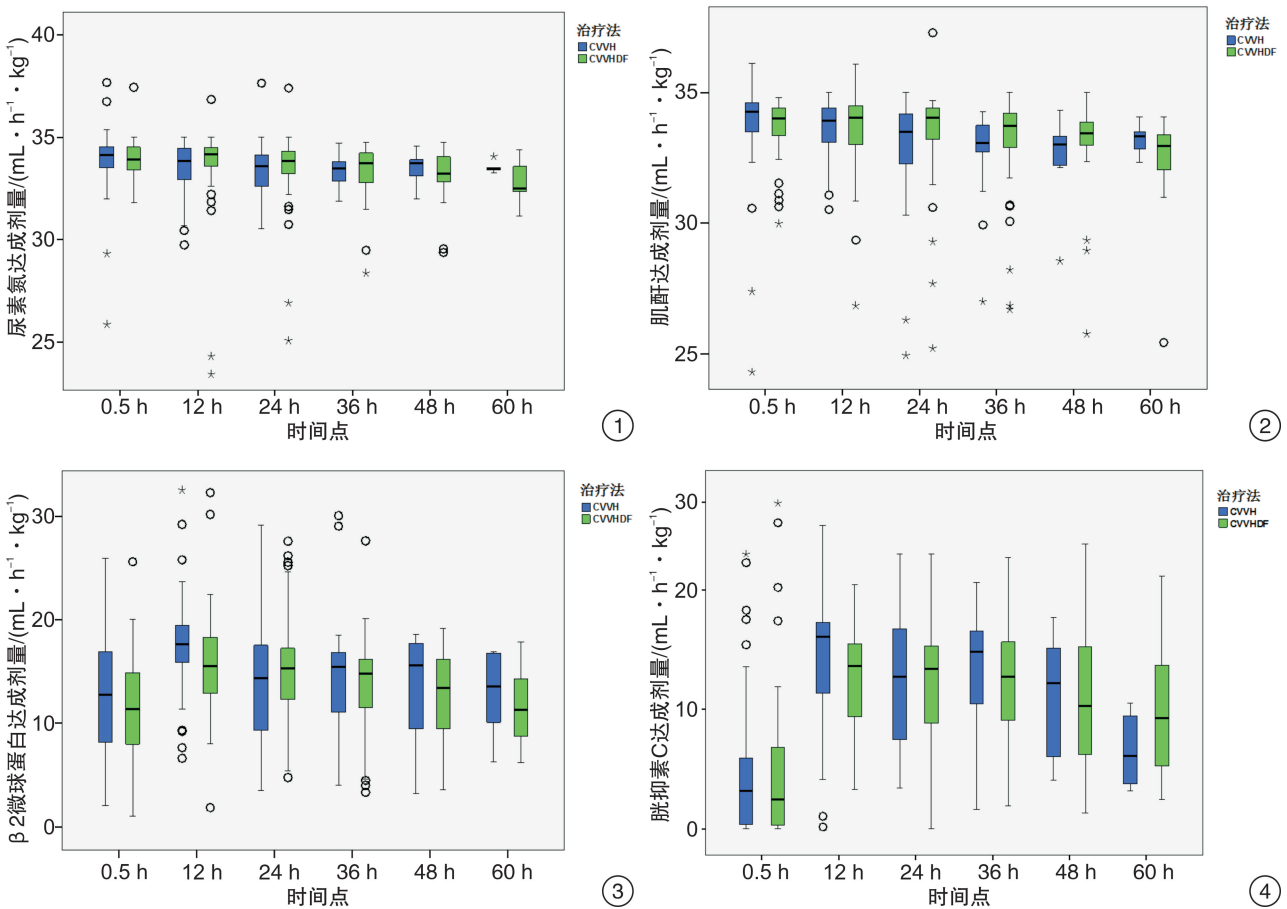 尿素氮达成剂量/(mL·h⁻¹·kg⁻¹)
40
35
30
25
0.5 h 12 h 24 h 36 h 48 h 60 h
时间点
治疗法
CVVH
CVVHDF
①
肌酐达成剂量/(mL·h⁻¹·kg⁻¹)
35
30
25
0.5 h 12 h 24 h 36 h 48 h 60 h
时间点
治疗法
CVVH
CVVHDF
②
β2微球蛋白达成剂量/(mL·h⁻¹·kg⁻¹)
30
20
10
0
0.5 h 12 h 24 h 36 h 48 h 60 h
时间点
治疗法
CVVH
CVVHDF
③
胱抑素C达成剂量/(mL·h⁻¹·kg⁻¹)
30
20
10
0
0.5 h 12 h 24 h 36 h 48 h 60 h
时间点
治疗法
CVVH
CVVHDF
④